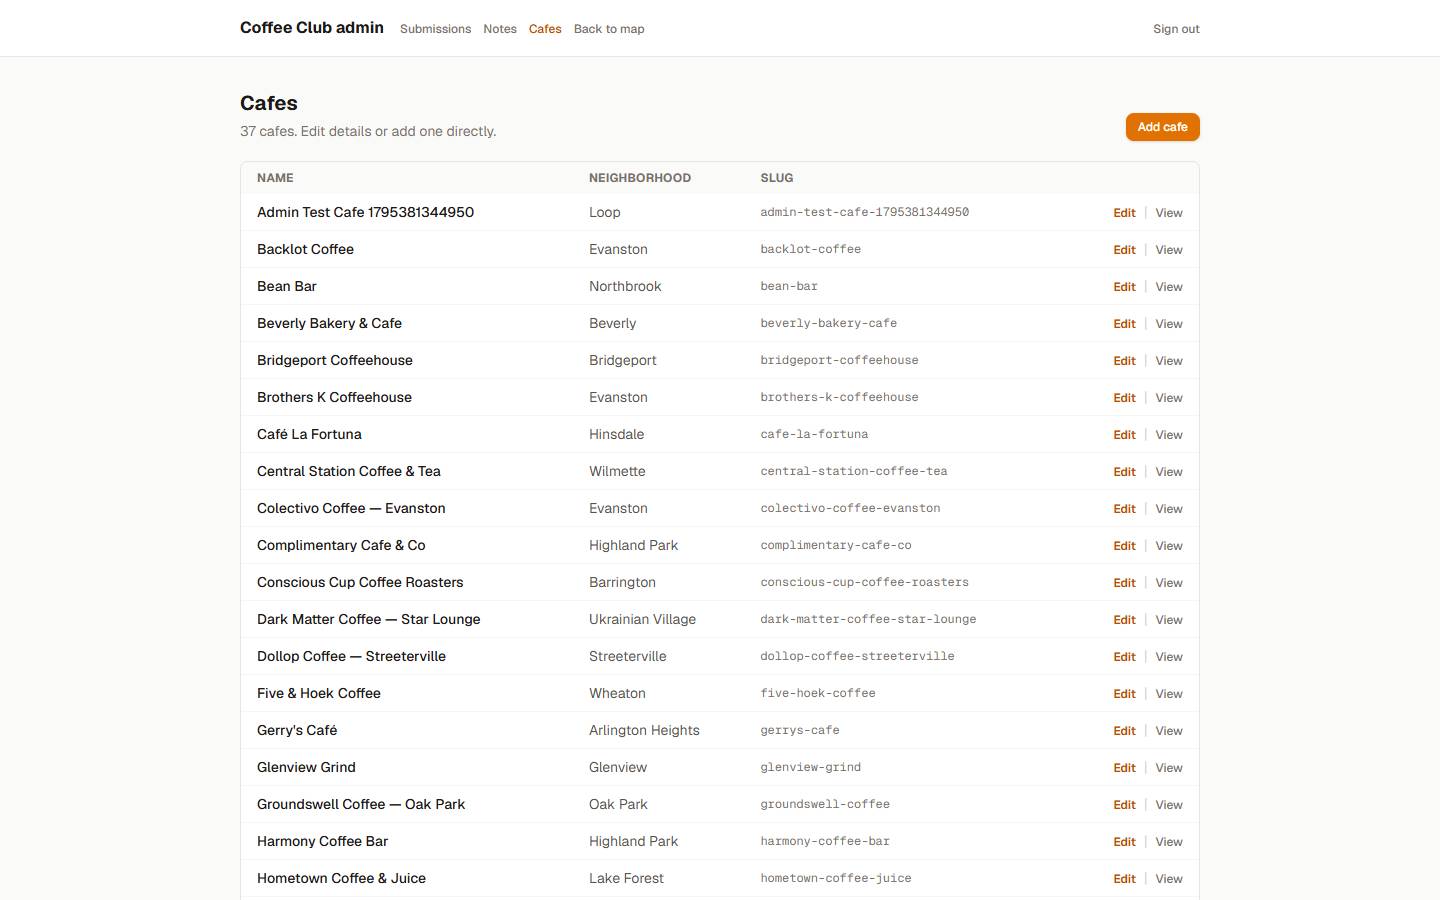 Coffee Club admin Submissions Notes Cafes Back to map Sign out
Cafes
37 cafes. Edit details or add one directly.
Add cafe
NAME NEIGHBORHOOD SLUG
Admin Test Cafe 1795381344950 Loop admin-test-cafe-1795381344950 Edit | View
Backlot Coffee Evanston backlot-coffee Edit | View
Bean Bar Northbrook bean-bar Edit | View
Beverly Bakery & Cafe Beverly beverly-bakery-cafe Edit | View
Bridgeport Coffeehouse Bridgeport bridgeport-coffeehouse Edit | View
Brothers K Coffeehouse Evanston brothers-k-coffeehouse Edit | View
Café La Fortuna Hinsdale cafe-la-fortuna Edit | View
Central Station Coffee & Tea Wilmette central-station-coffee-tea Edit | View
Colectivo Coffee — Evanston Evanston colectivo-coffee-evanston Edit | View
Complimentary Cafe & Co Highland Park complimentary-cafe-co Edit | View
Conscious Cup Coffee Roasters Barrington conscious-cup-coffee-roasters Edit | View
Dark Matter Coffee — Star Lounge Ukrainian Village dark-matter-coffee-star-lounge Edit | View
Dollop Coffee — Streeterville Streeterville dollop-coffee-streeterville Edit | View
Five & Hoek Coffee Wheaton five-hoek-coffee Edit | View
Gerry's Café Arlington Heights gerrys-cafe Edit | View
Glenview Grind Glenview glenview-grind Edit | View
Groundswell Coffee — Oak Park Oak Park groundswell-coffee Edit | View
Harmony Coffee Bar Highland Park harmony-coffee-bar Edit | View
Hometown Coffee & Juice Lake Forest hometown-coffee-juice Edit | View